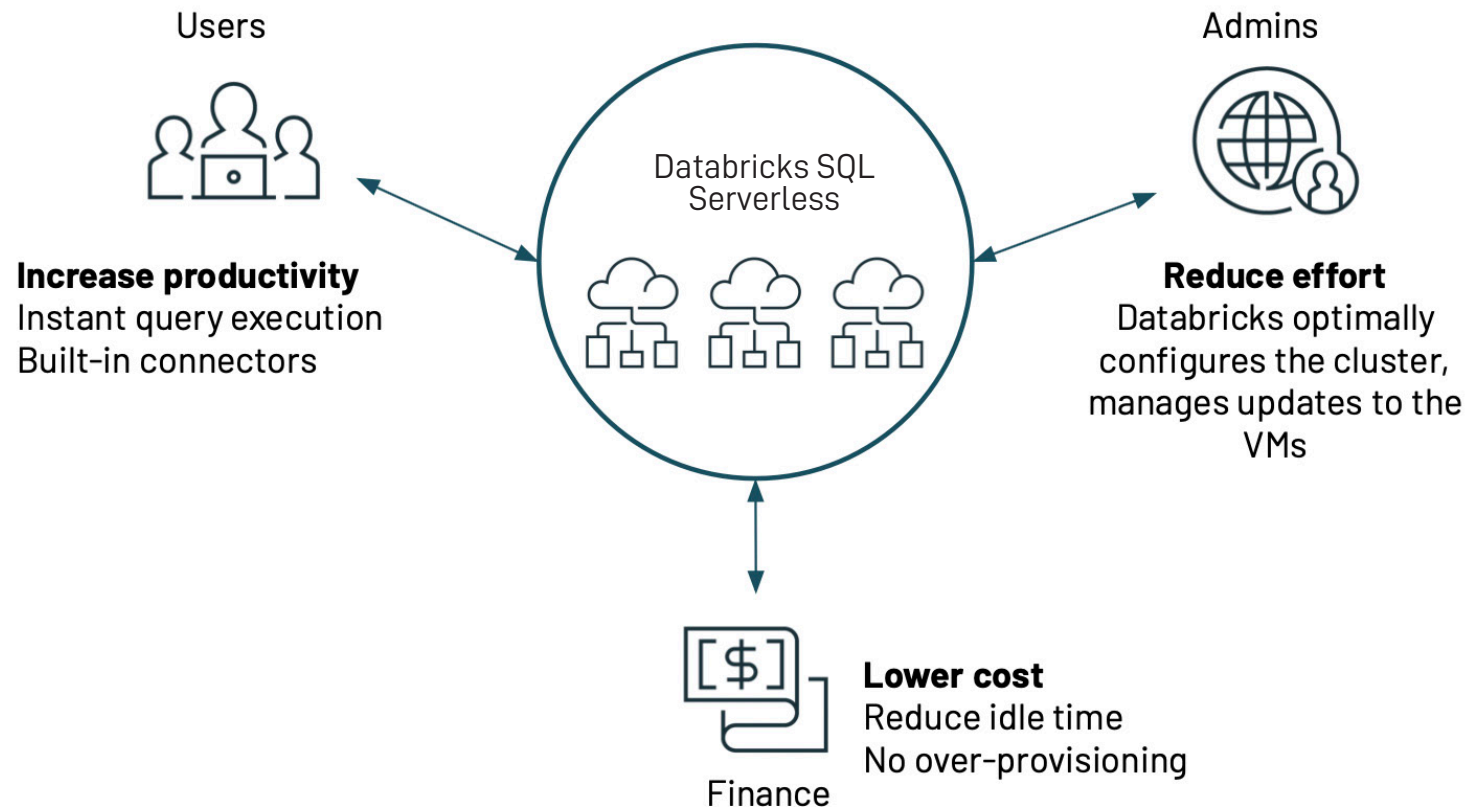 Users
Increase productivity
Instant query execution
Built-in connectors
Databricks SQL
Serverless
Admins
Reduce effort
Databricks optimally
configures the cluster,
manages updates to the
VMs
[$]
Lower cost
Reduce idle time
No over-provisioning
Finance